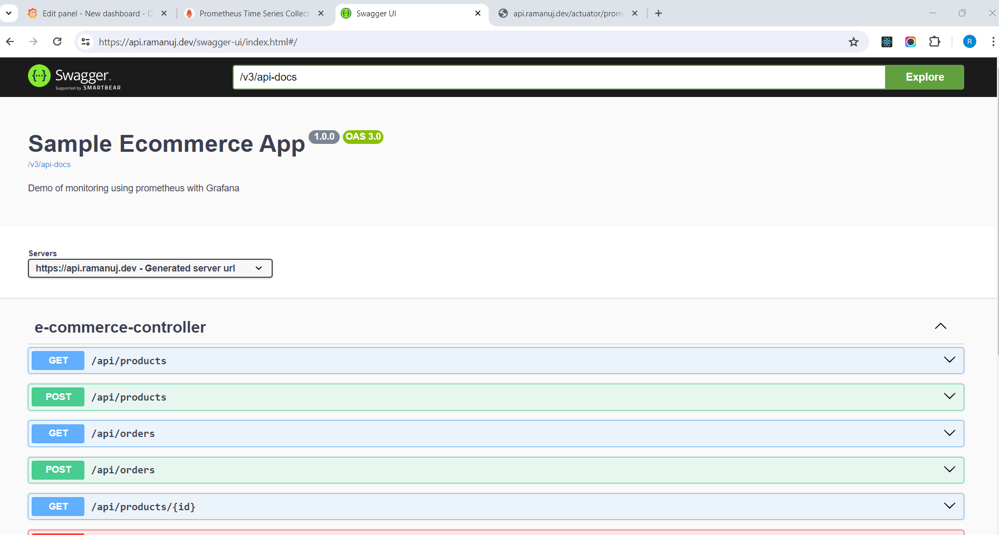 Edit panel - New dashboard - D
Prometheus Time Series Collect
Swagger UI
api.ramanuj.dev/actuator/prom
https://api.ramanuj.dev/swagger-ui/index.html#/
R
{...} Swagger™
Supported by SMARTBEAR
/v3/api-docs
Explore
Sample Ecommerce App 1.0.0 OAS 3.0
/v3/api-docs
Demo of monitoring using prometheus with Grafana
Servers
https://api.ramanuj.dev - Generated server url
e-commerce-controller
GET /api/products
POST /api/products
GET /api/orders
POST /api/orders
GET /api/products/{id}